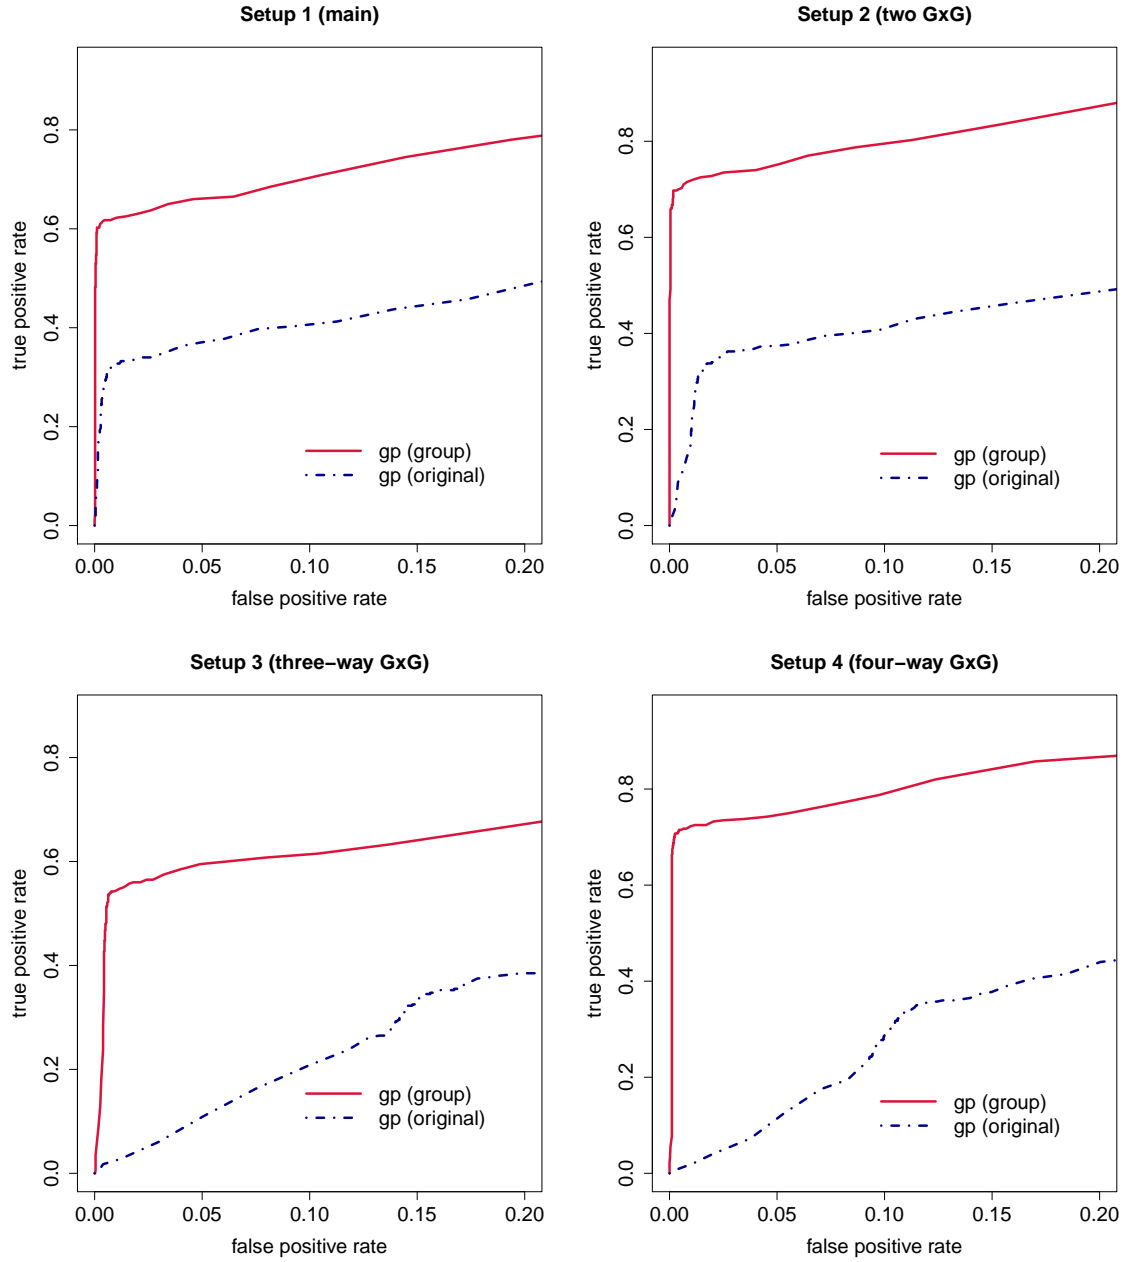 Setup 1 (main)
true positive rate
0.0 0.2 0.4 0.6 0.8
gp (group)
gp (original)
0.00 0.05 0.10 0.15 0.20
false positive rate
Setup 2 (two GxG)
true positive rate
0.0 0.2 0.4 0.6 0.8
gp (group)
gp (original)
0.00 0.05 0.10 0.15 0.20
false positive rate
Setup 3 (three−way GxG)
true positive rate
0.0 0.2 0.4 0.6 0.8
gp (group)
gp (original)
0.00 0.05 0.10 0.15 0.20
false positive rate
Setup 4 (four−way GxG)
true positive rate
0.0 0.2 0.4 0.6 0.8
gp (group)
gp (original)
0.00 0.05 0.10 0.15 0.20
false positive rate